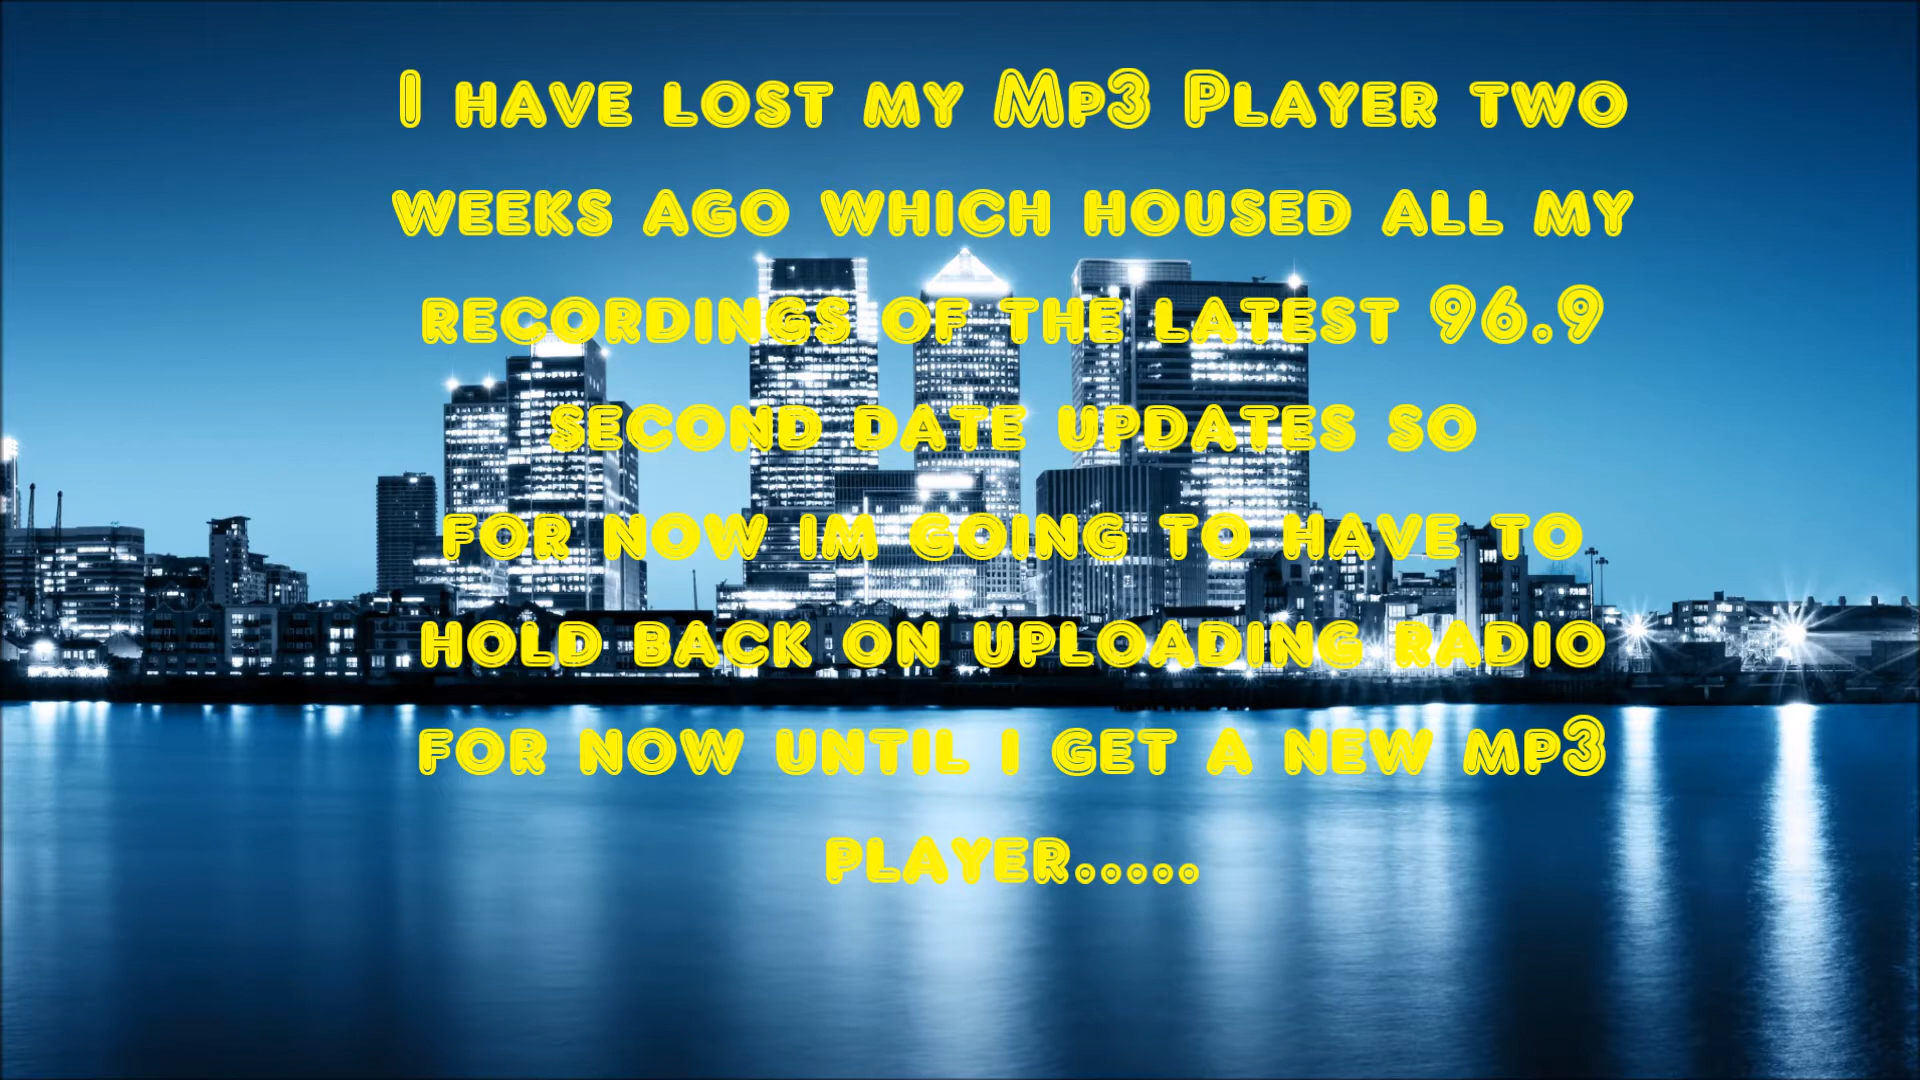 I have lost my Mp3 Player two
weeks ago which housed all my
recordings of the latest 96.9
second date updates so
for now im going to have to
hold back on uploading radio
for now until i get a new mp3
player.....